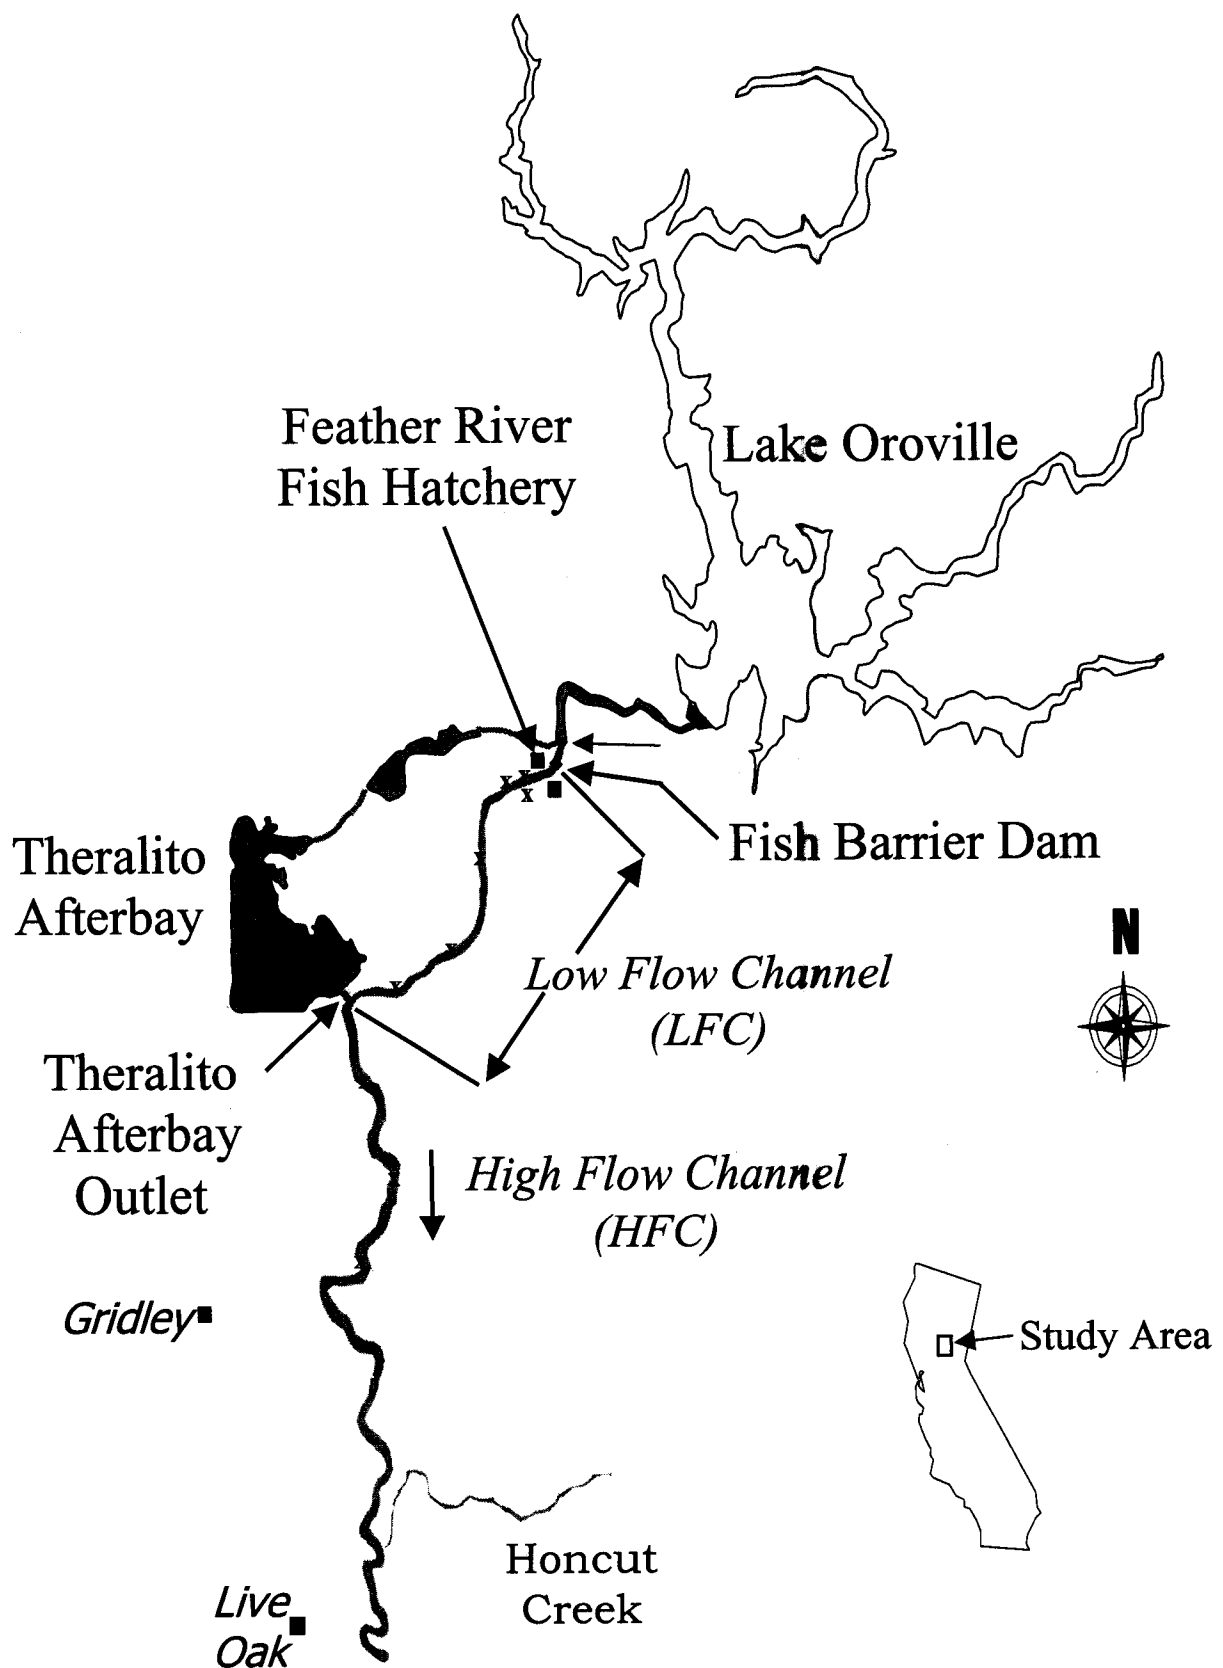 Feather River
Fish Hatchery
Lake Oroville
Theralito
Afterbay
Fish Barrier Dam
N
Low Flow Channel
(LFC)
Theralito
Afterbay
Outlet
High Flow Channel
(HFC)
Gridley
Study Area
Honcut
Creek
Live
Oak
x
x
x
x
x
x